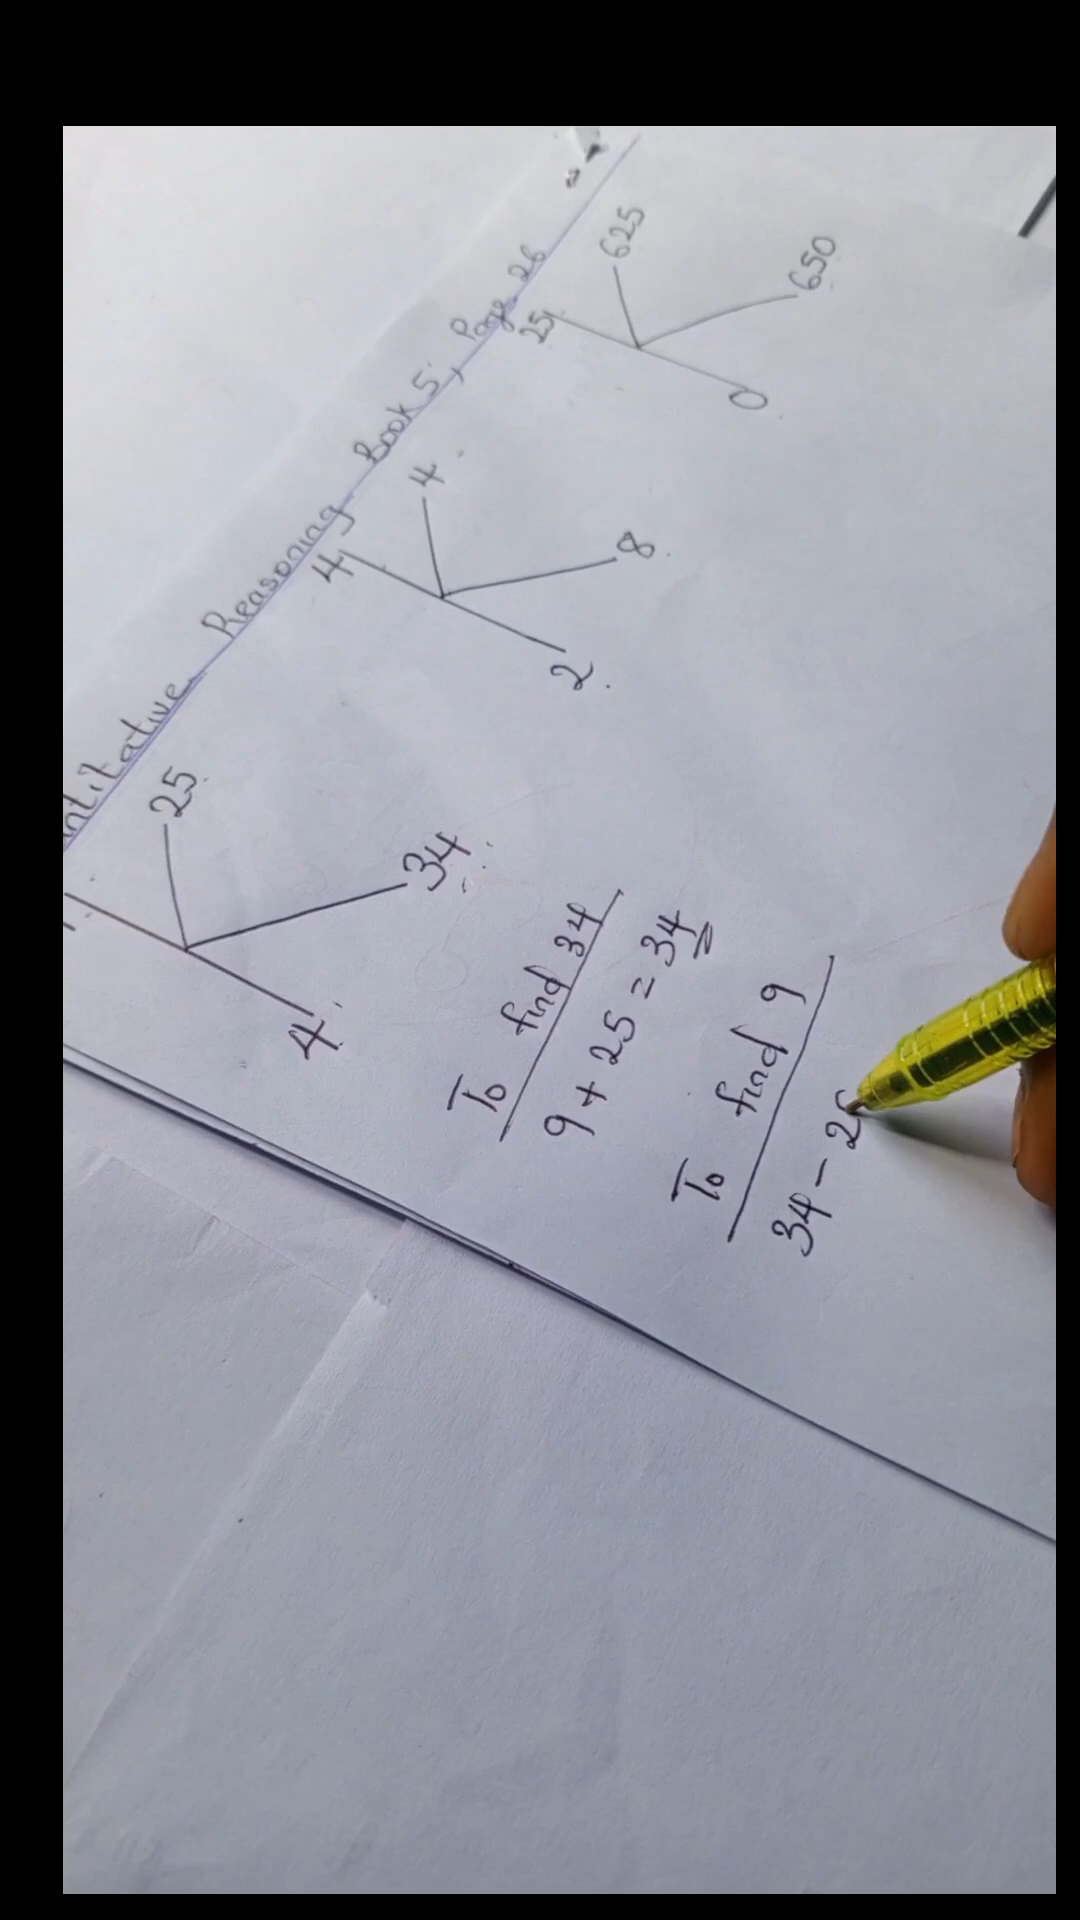 Reasoning Book 5, Page 26
25
34
4
4
4
8
2
25
625
650
0
To find 34
9 + 25 = 34
To find 9
34 - 2